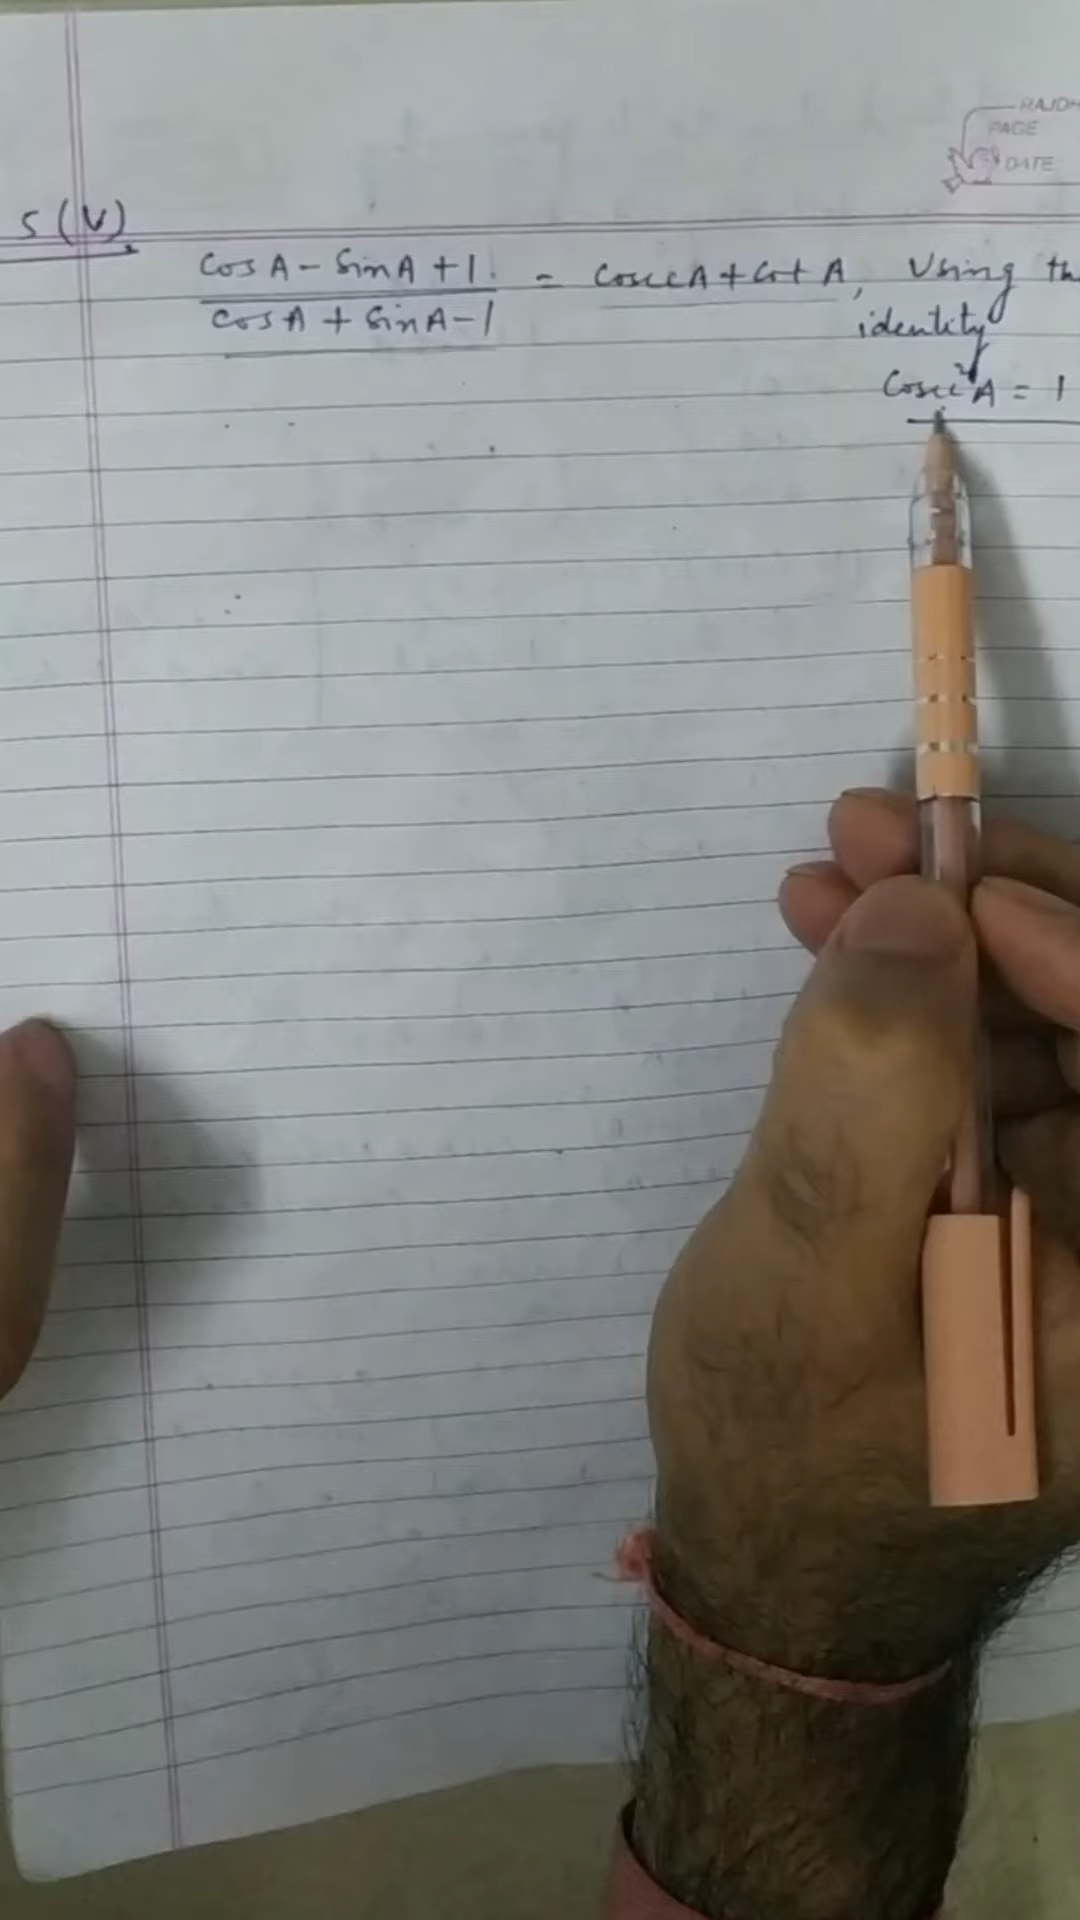 RAJDH
PAGE
DATE
5(V)
cos A - sin A + 1 = cosec A + cot A, Using th
cos A + sin A - 1
identity
cosec²A = 1